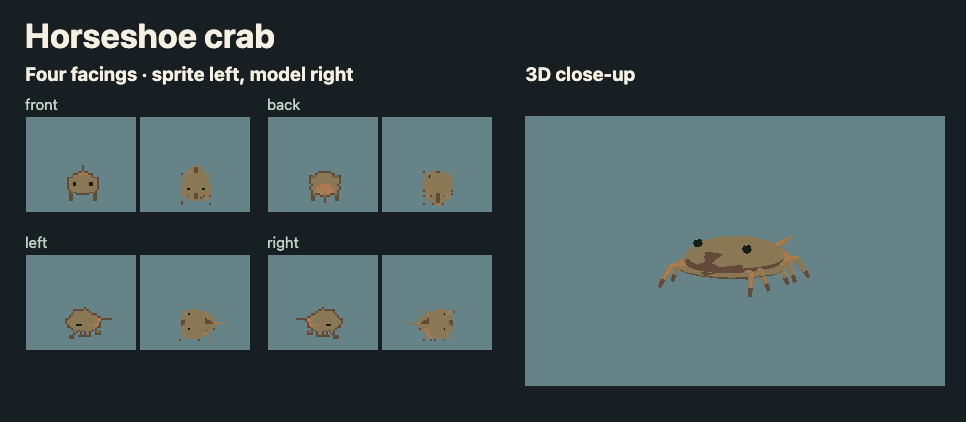 Horseshoe crab
Four facings · sprite left, model right
3D close-up
front
back
left
right